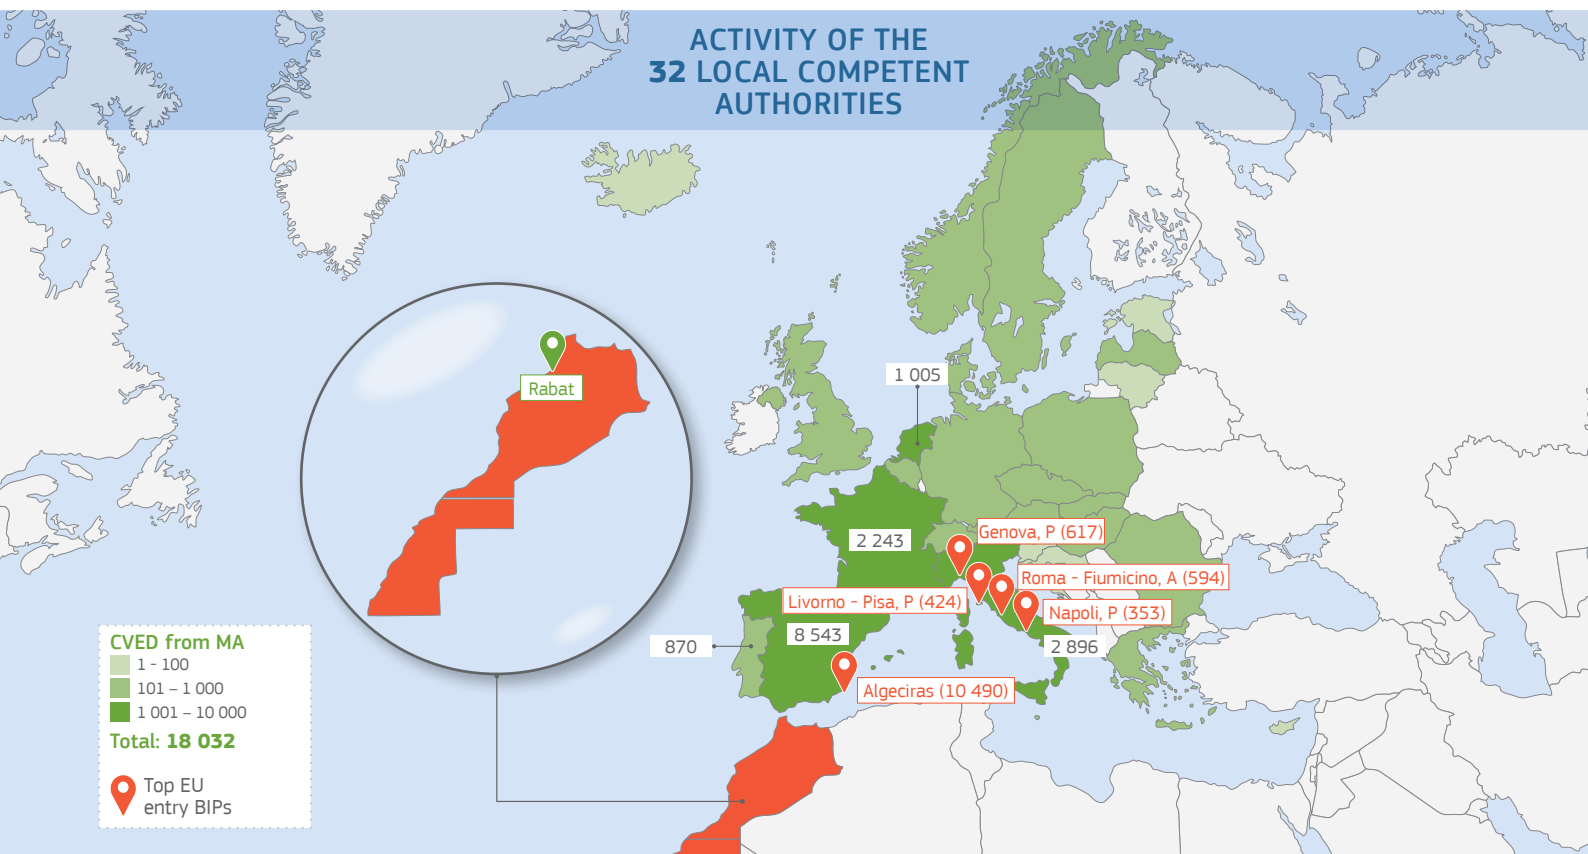 ACTIVITY OF THE
32 LOCAL COMPETENT
AUTHORITIES
Rabat
1 005
2 243
Genova, P (617)
Roma - Fiumicino, A (594)
Livorno - Pisa, P (424)
Napoli, P (353)
8 543
870
2 896
Algeciras (10 490)
CVED from MA
1 - 100
101 – 1 000
1 001 – 10 000
Total: 18 032
Top EU
entry BIPs